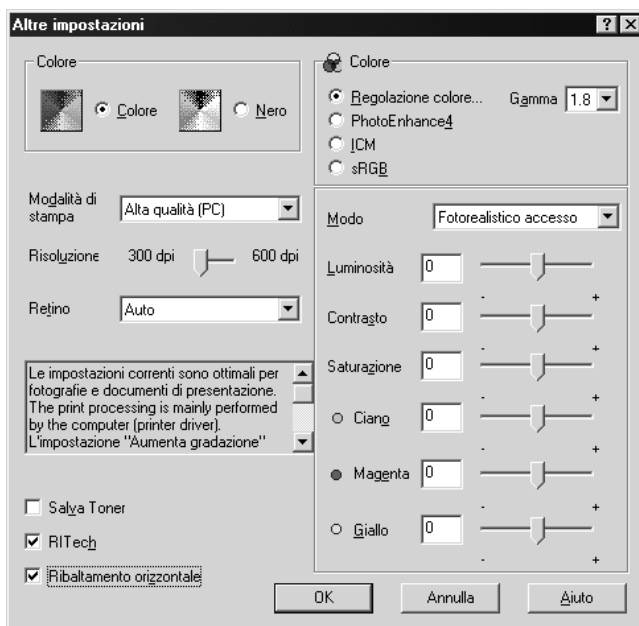 Altre impostazioni
Colore
Colore
Nero
Modalità di stampa
Alta qualità (PC)
Risoluzione
300 dpi
600 dpi
Retino
Auto
Le impostazioni correnti sono ottimali per
fotografie e documenti di presentazione.
The print processing is mainly performed
by the computer (printer driver).
L'impostazione "Aumenta gradazione"
Salva Toner
RITech
Ribaltamento orizzontale
Colore
Regolazione colore...
Gamma
1.8
PhotoEnhance4
ICM
sRGB
Modo
Fotorealistico accesso
Luminosità
0
- +
Contrasto
0
- +
Saturazione
0
- +
Ciano
0
- +
Magenta
0
- +
Giallo
0
- +
OK
Annulla
Aiuto